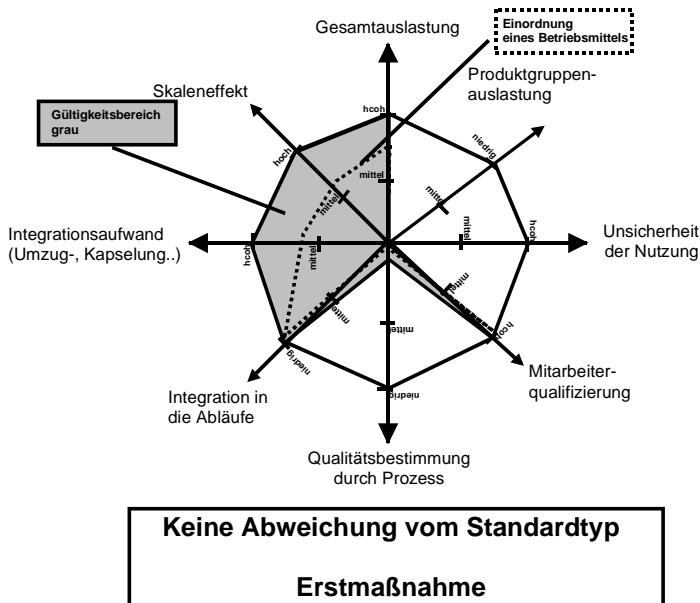 Gesamtauslastung
Einordnung
eines Betriebsmittels
Produktgruppen-
auslastung
Skaleneffekt
Gültigkeitsbereich
grau
hcoh
mittel
niedrig
mittel
hoch
mittel
Integrationsaufwand
(Umzug-, Kapselung..)
hcoh
mittel
mittel
hcoh
Unsicherheit
der Nutzung
mittel
niedrig
mittel
niedrig
mittel
hcoh
Integration in
die Abläufe
Mitarbeiter-
qualifizierung
Qualitätsbestimmung
durch Prozess
Keine Abweichung vom Standardtyp
Erstmaßnahme